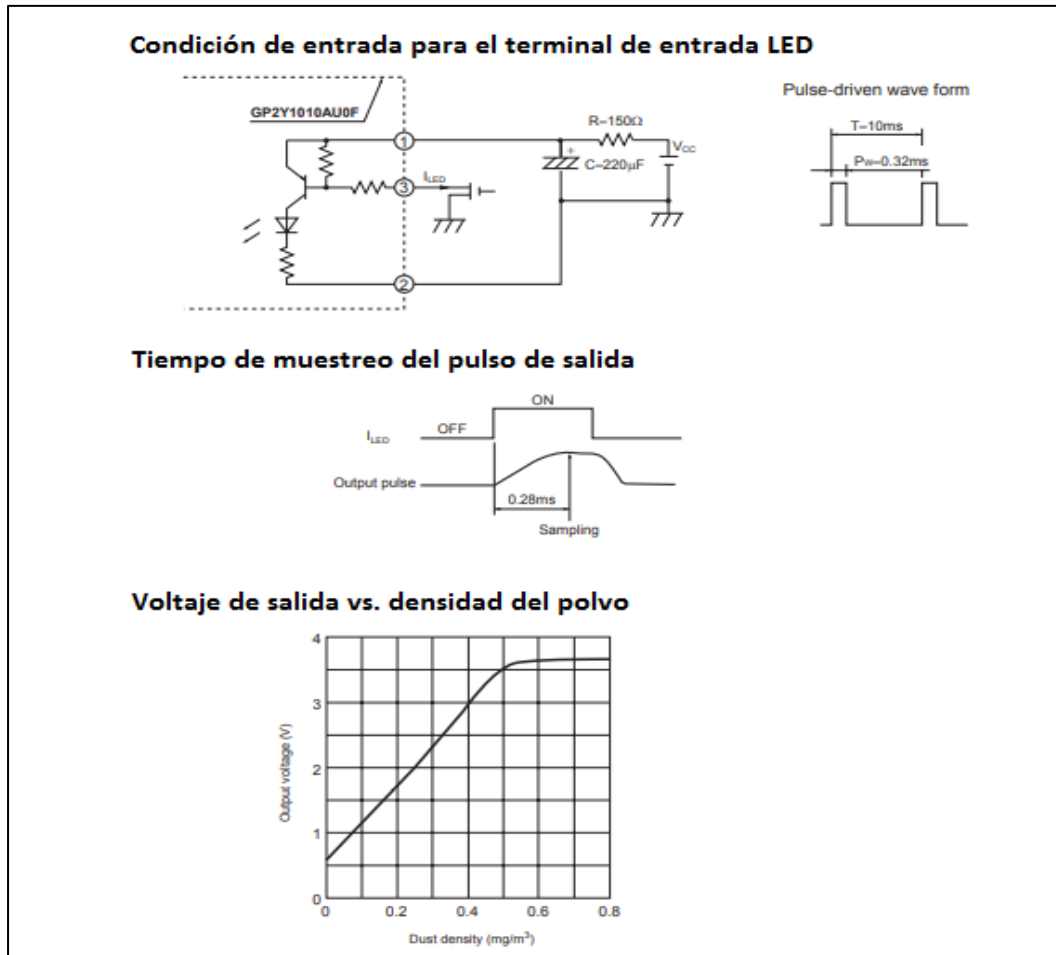 Condición de entrada para el terminal de entrada LED
GP2Y1010AU0F
Pulse-driven wave form
R–150Ω
T–10ms
1
+
VCC
C–220μF
Pw–0.32ms
3
ILED
2
Tiempo de muestreo del pulso de salida
ON
ILED
OFF
Output pulse
0.28ms
Sampling
Voltaje de salida vs. densidad del polvo
4
3
2
1
0
Output voltage (V)
0 0.2 0.4 0.6 0.8
Dust density (mg/m³)